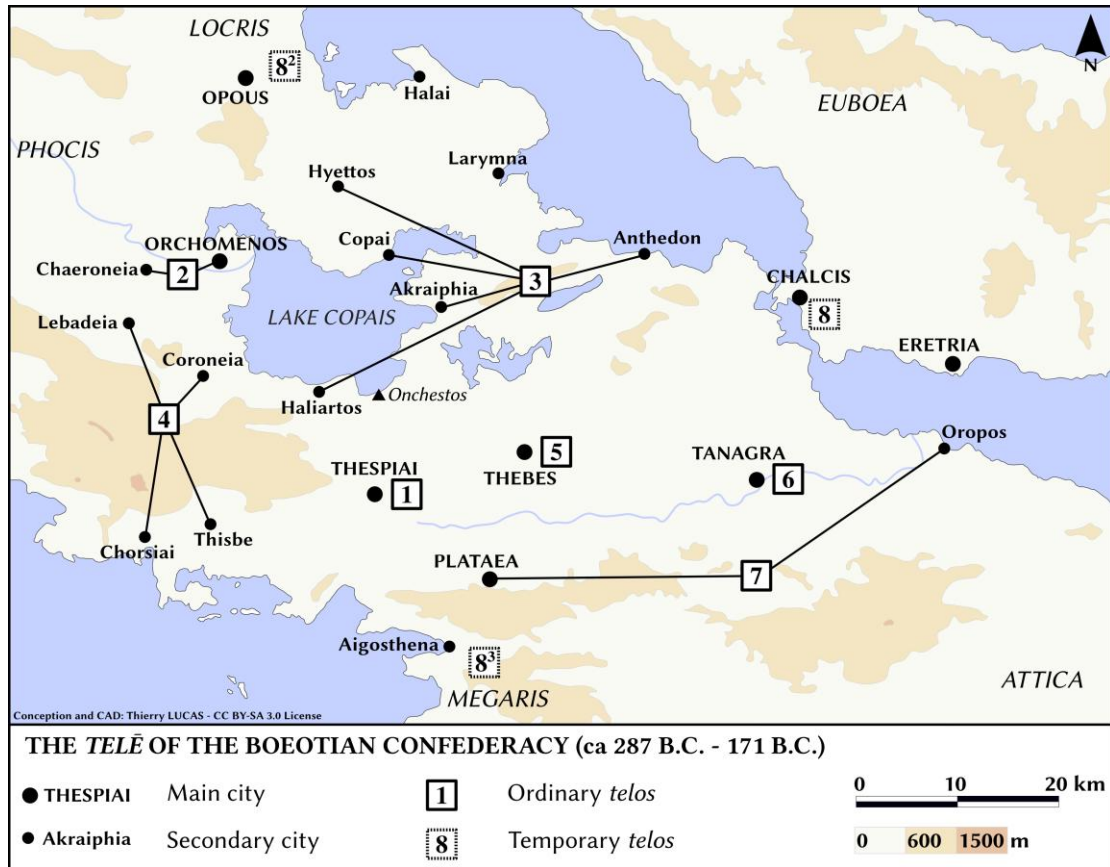 LOCRIS
8²
OPOUS
Halai
EUBOEA
N
PHOCIS
Larymna
Hyettos
ORCHOMENOS
Copai
Anthedon
Chaeroneia
2
3
CHALCIS
Akraiphia
8
Lebadeia
LAKE COPAIS
ERETRIA
Coroneia
Haliartos
Onchestos
4
Oropos
THEBES
5
TANAGRA
6
THESPIAI
1
Chorsiai
Thisbe
PLATAEA
7
Aigosthena
8³
MEGARIS
ATTICA
Conception and CAD: Thierry LUCAS - CC BY-SA 3.0 License
THE TELĒ OF THE BOEOTIAN CONFEDERACY (ca 287 B.C. - 171 B.C.)
THESPIAI Main city
1 Ordinary telos
0 10 20 km
Akraiphia Secondary city
8 Temporary telos
0 600 1500 m